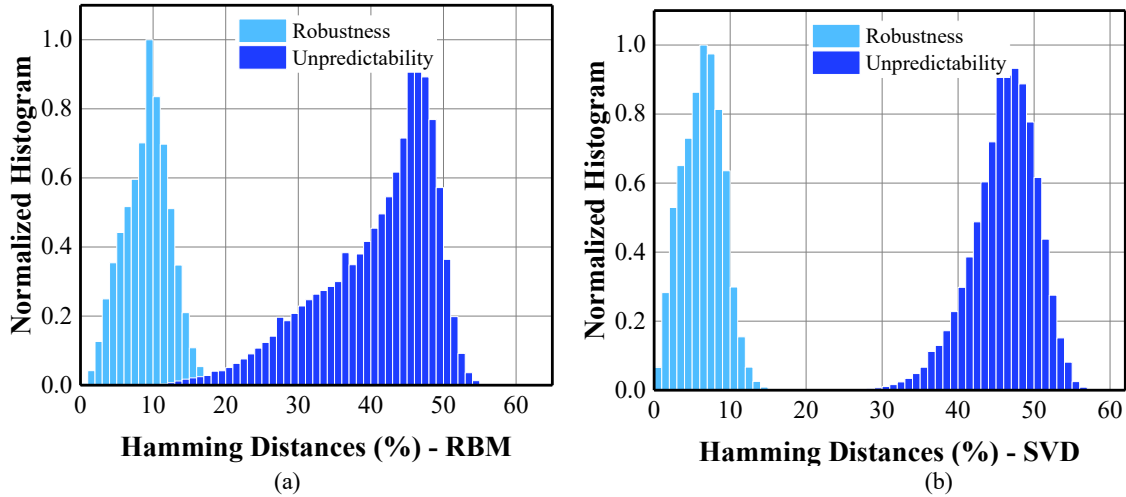 Robustness
Unpredictability
Normalized Histogram
1.0
0.8
0.6
0.4
0.2
0.0
0 10 20 30 40 50 60
Hamming Distances (%) - RBM
(a)
Robustness
Unpredictability
Normalized Histogram
1.0
0.8
0.6
0.4
0.2
0.0
0 10 20 30 40 50 60
Hamming Distances (%) - SVD
(b)